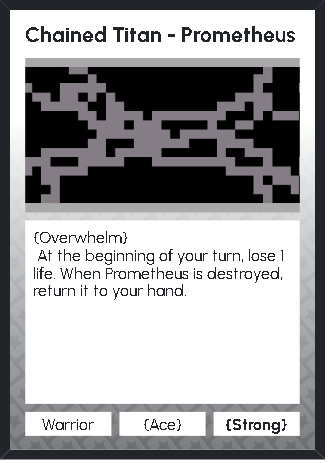 Chained Titan - Prometheus
{Overwhelm}
At the beginning of your turn, lose 1
life. When Prometheus is destroyed,
return it to your hand.
Warrior
{Ace}
{Strong}